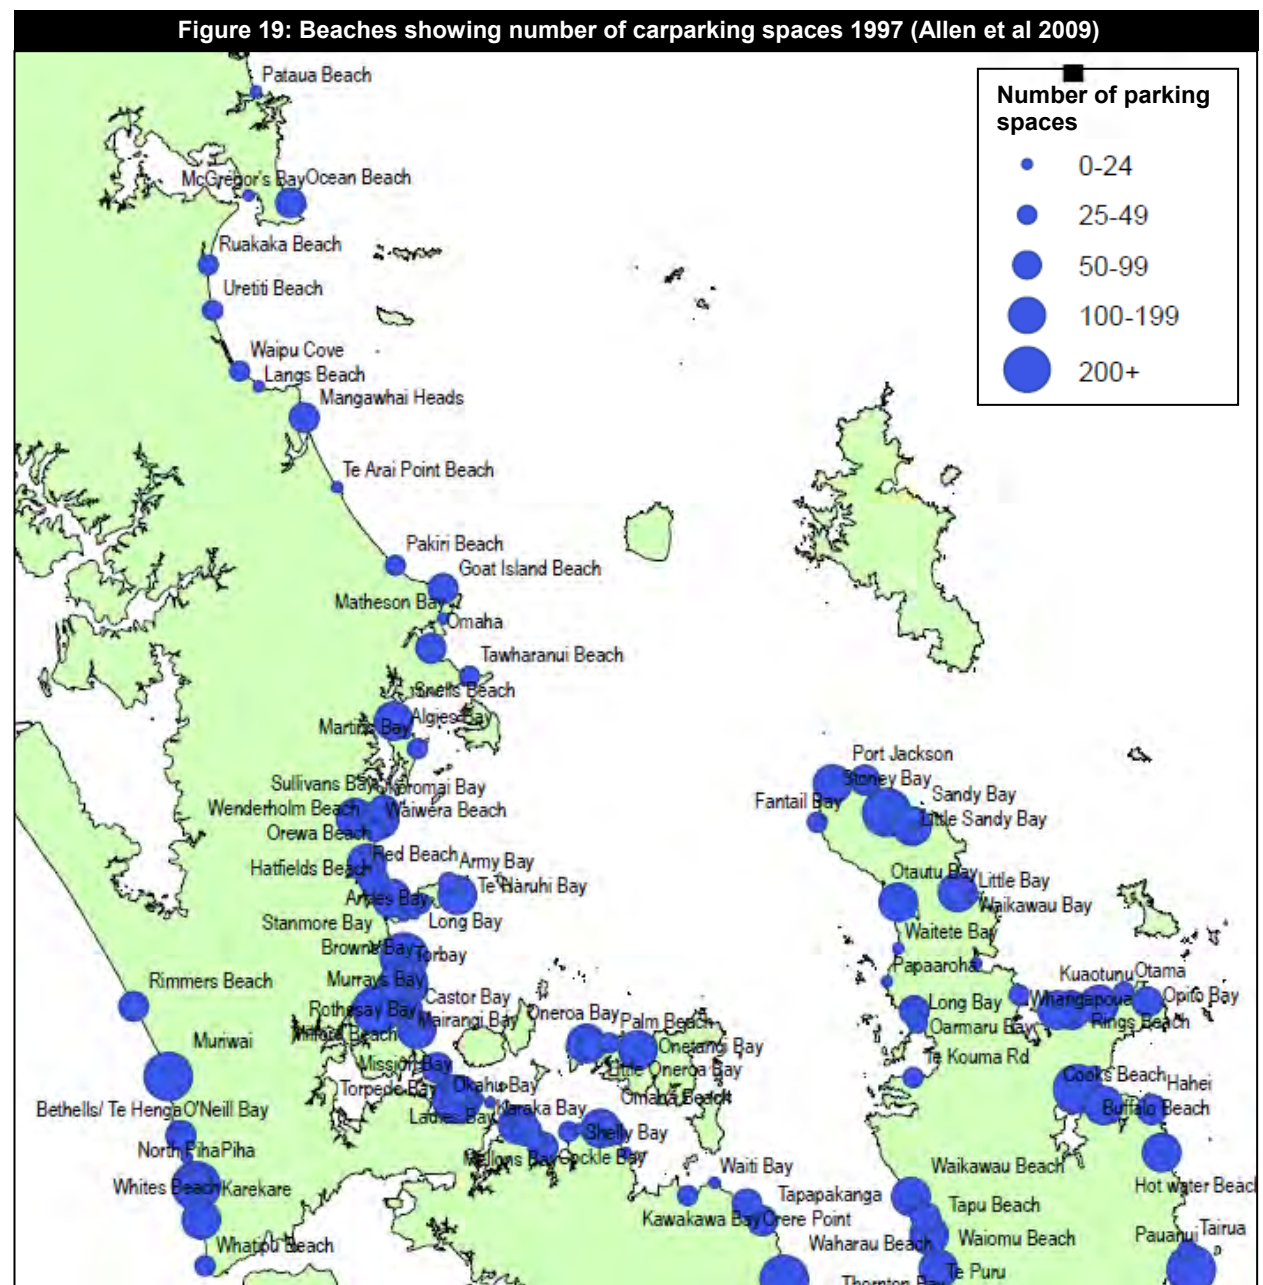 Figure 19: Beaches showing number of carparking spaces 1997 (Allen et al 2009)
Number of parking
spaces
0-24
25-49
50-99
100-199
200+
Pataua Beach
McGregor's Bay
Ocean Beach
Ruakaka Beach
Uretiti Beach
Waipu Cove
Langs Beach
Mangawhai Heads
Te Arai Point Beach
Pakiri Beach
Goat Island Beach
Matheson Bay
Omaha
Tawharanui Beach
Snells Beach
Algies Bay
Martins Bay
Port Jackson
Stoney Bay
Sandy Bay
Fantail Bay
Little Sandy Bay
Sullivans Bay
Wenderholm Beach
Waiwera Beach
Orewa Beach
Red Beach
Army Bay
Hatfields Beach
Te Haruhi Bay
Arkles Bay
Stanmore Bay
Long Bay
Otautu Bay
Little Bay
Waikawau Bay
Waitete Bay
Browns Bay
Torbay
Papaaroha
Kuaotunu
Otama
Rimmers Beach
Murrays Bay
Castor Bay
Rothesay Bay
Mairangi Bay
Milford Beach
Oneroa Bay
Palm Beach
Onetangi Bay
Little Oneroa Bay
Omana Beach
Long Bay
Whangapoua
Opito Bay
Oamaru Bay
Rings Beach
Te Kouma Rd
Muriwai
Mission Bay
Torpedo Bay
Okahu Bay
Ladies Bay
Karaka Bay
Cooks Beach
Hahei
Buffalo Beach
Bethells/ Te Henga
O'Neill Bay
North Piha
Piha
Shelly Bay
Mellons Bay
Cockle Bay
Whites Beach
Karekare
Waiti Bay
Waikawau Beach
Hot water Beach
Tapapakanga
Tapu Beach
Kawakawa Bay
Orere Point
Whatipu Beach
Waharau Beach
Waiomu Beach
Pauanui
Tairua
Te Puru
Thornton Bay